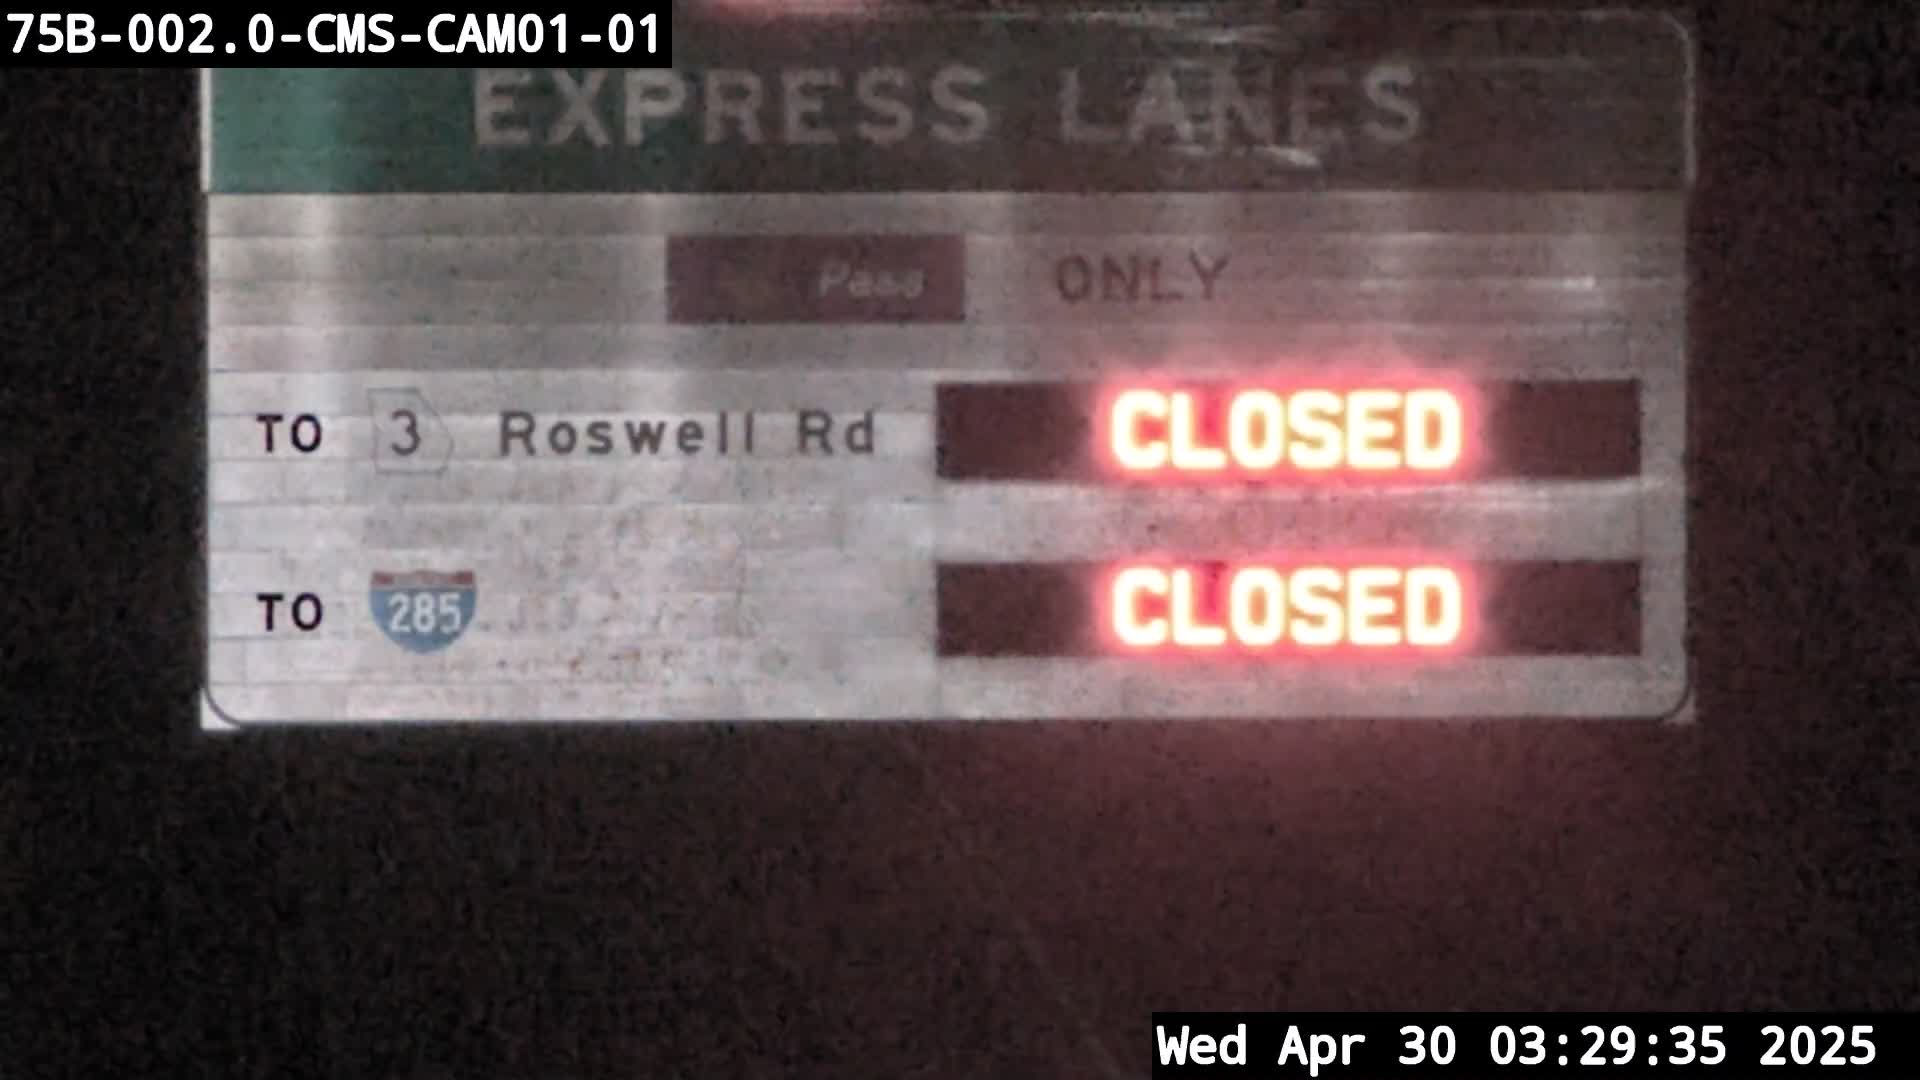 75B-002.0-CMS-CAM01-01
EXPRESS LANES
Pass ONLY
TO 3 Roswell Rd CLOSED
TO 285 CLOSED
Wed Apr 30 03:29:35 2025